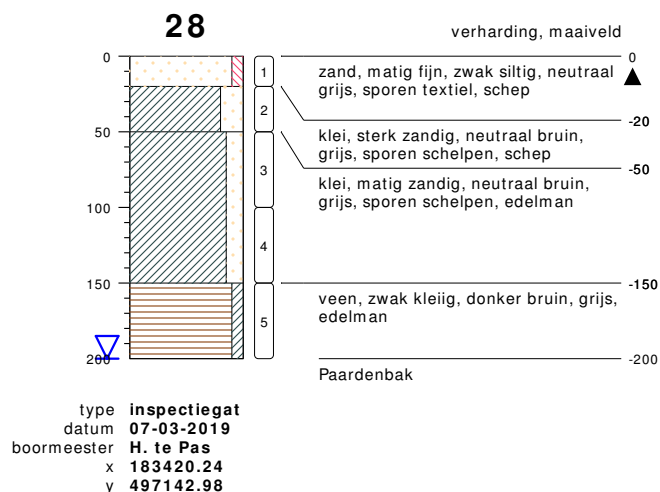 28
verharding, maaiveld
0
0
1
zand, matig fijn, zwak siltig, neutraal
grijs, sporen textiel, schep
-20
2
klei, sterk zandig, neutraal bruin,
grijs, sporen schelpen, schep
50
-50
3
klei, matig zandig, neutraal bruin,
grijs, sporen schelpen, edelman
100
4
150
-150
5
veen, zwak kleiig, donker bruin, grijs,
edelman
200
-200
Paardenbak
type inspectiegat
datum 07-03-2019
boormeester H. te Pas
x 183420.24
y 497142.98